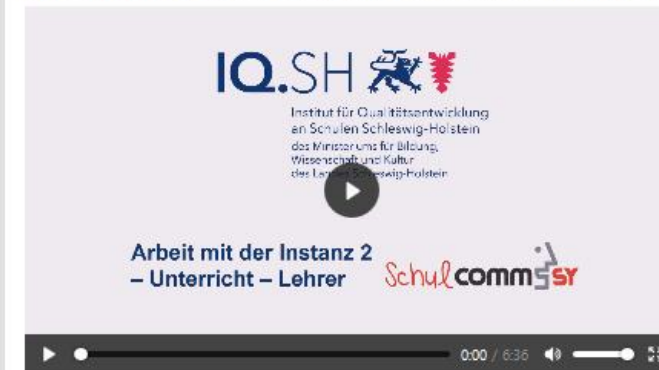 IQ.SH
Institut für Qualitätsentwicklung
an Schulen Schleswig-Holstein
des Ministeriums für Bildung,
Wissenschaft und Kultur
des Landes Schleswig-Holstein
Arbeit mit der Instanz 2
– Unterricht – Lehrer
Schulcommsy
0:00 / 6:36